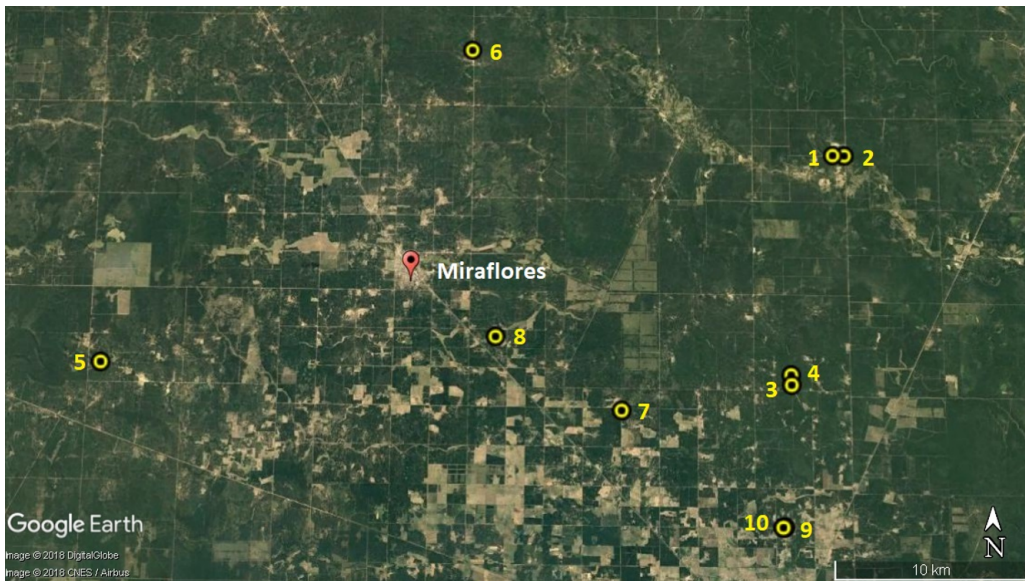 6
1 2
Miraflores
8
5
4
3
7
Google Earth
10 9
N
Image © 2018 DigitalGlobe
Image © 2018 CNES / Airbus
10 km